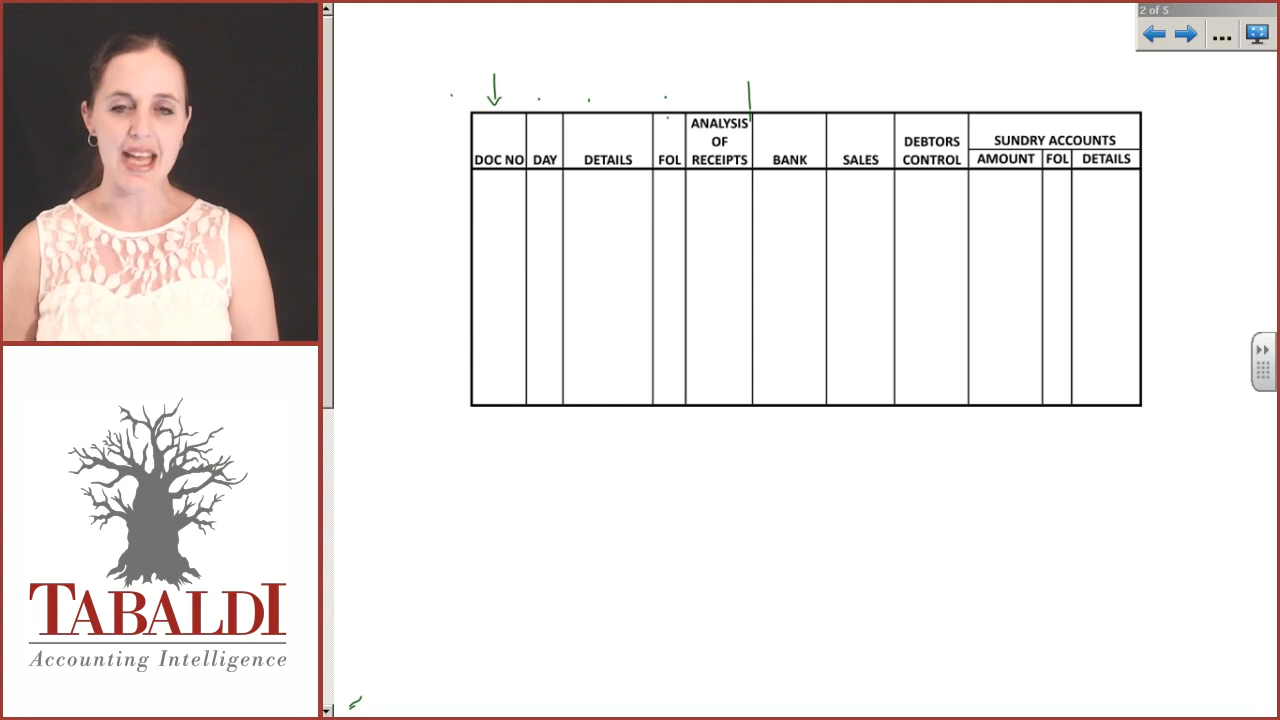 2 of 5
...
DOC NO DAY DETAILS FOL ANALYSIS OF RECEIPTS BANK SALES DEBTORS CONTROL SUNDRY ACCOUNTS
AMOUNT FOL DETAILS
TABALDI
Accounting Intelligence